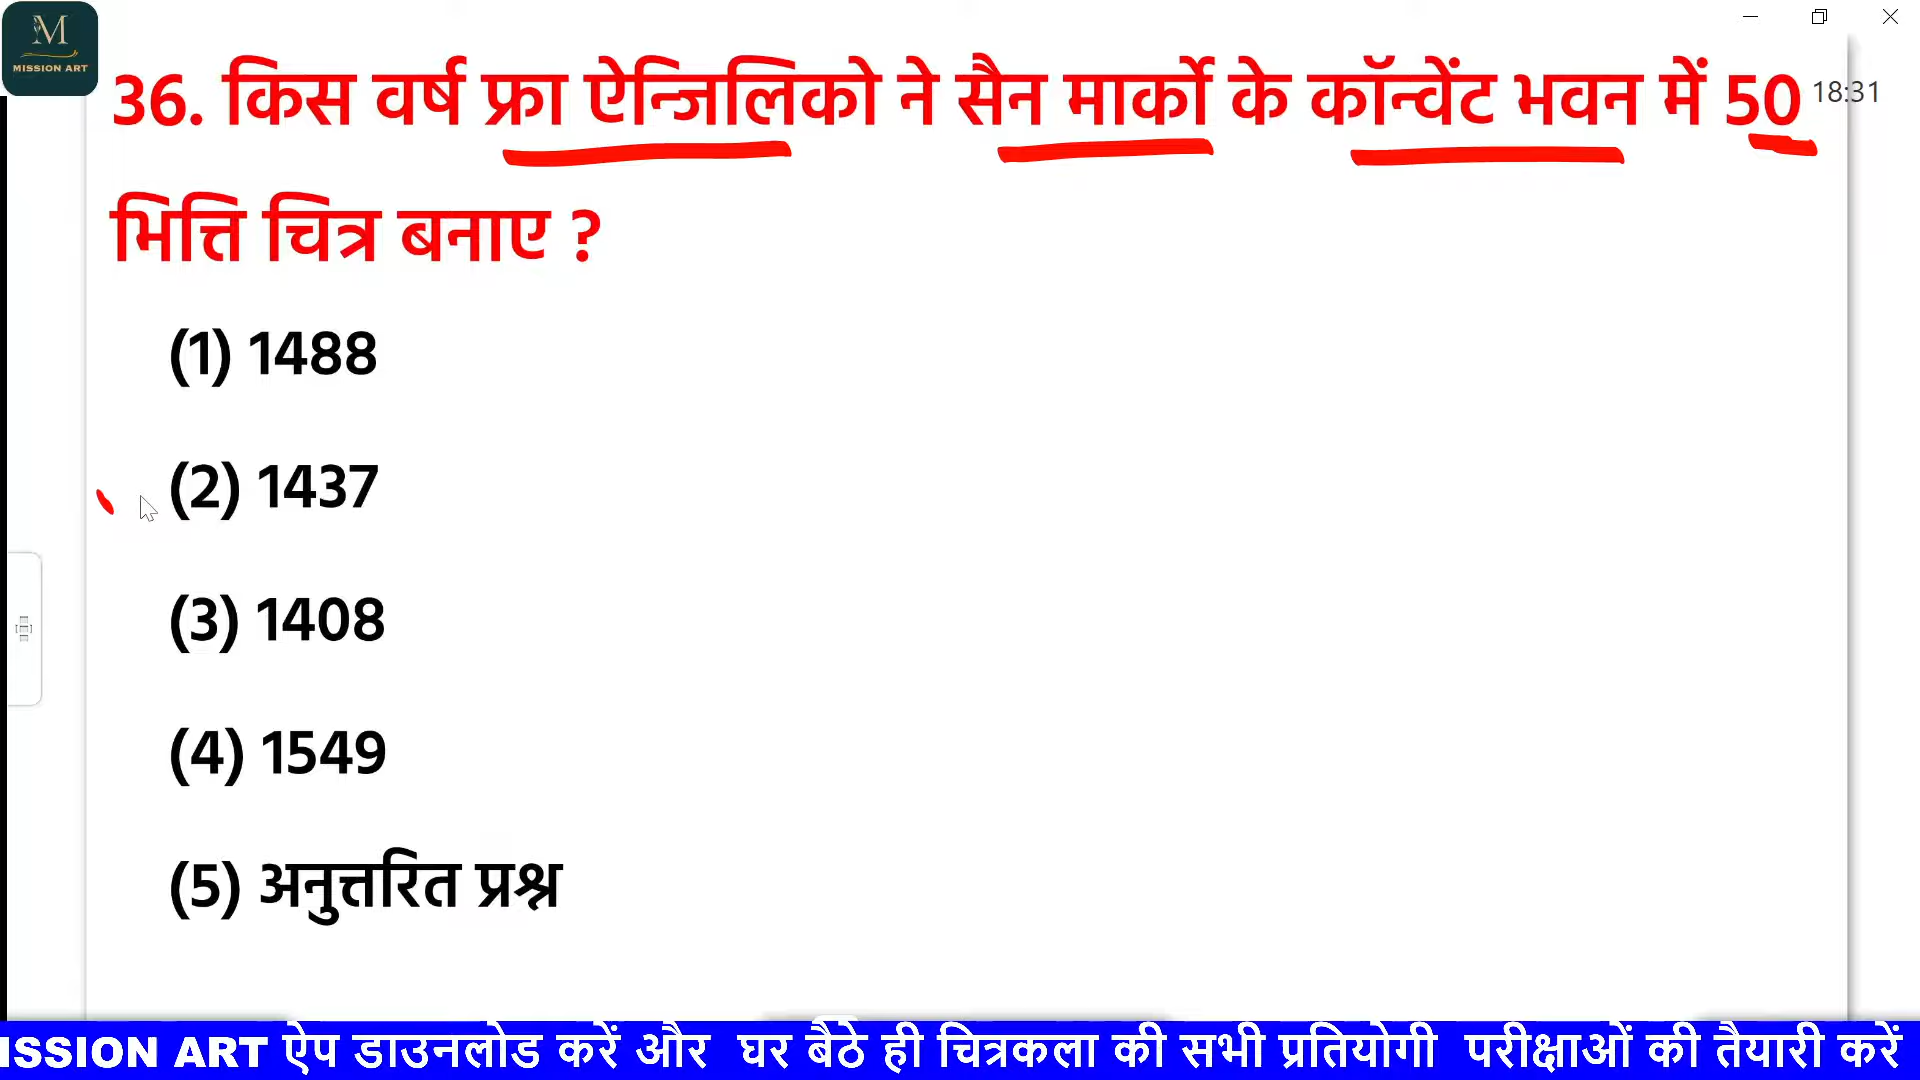 M
MISSION ART
36. किस वर्ष फ्रा ऐन्जिलिको ने सैन मार्को के कॉन्वेंट भवन में 50
18:31
भित्ति चित्र बनाए ?
(1) 1488
(2) 1437
(3) 1408
(4) 1549
(5) अनुत्तरित प्रश्न
ISSION ART ऐप डाउनलोड करें और घर बैठे ही चित्रकला की सभी प्रतियोगी परीक्षाओं की तैयारी करें